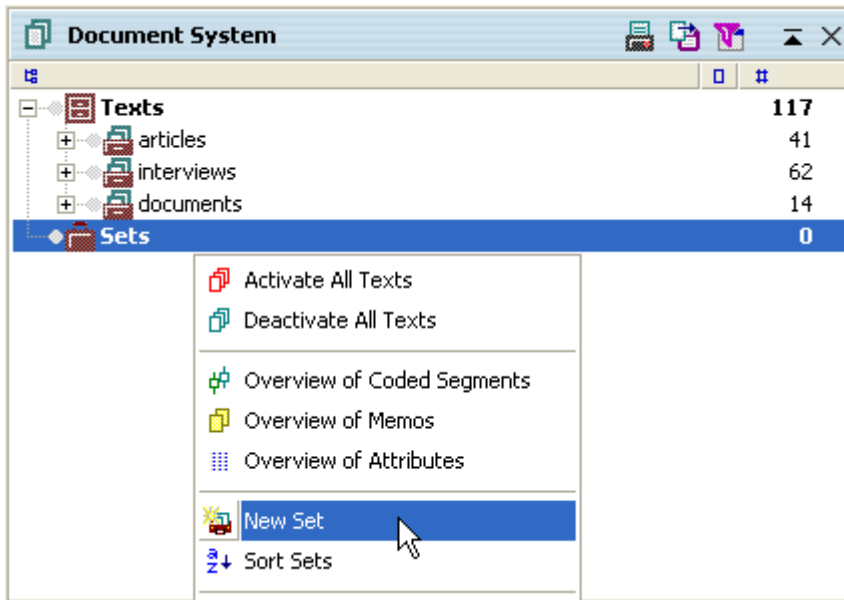 Document System
#
Texts 117
articles 41
interviews 62
documents 14
Sets 0
Activate All Texts
Deactivate All Texts
Overview of Coded Segments
Overview of Memos
Overview of Attributes
New Set
Sort Sets